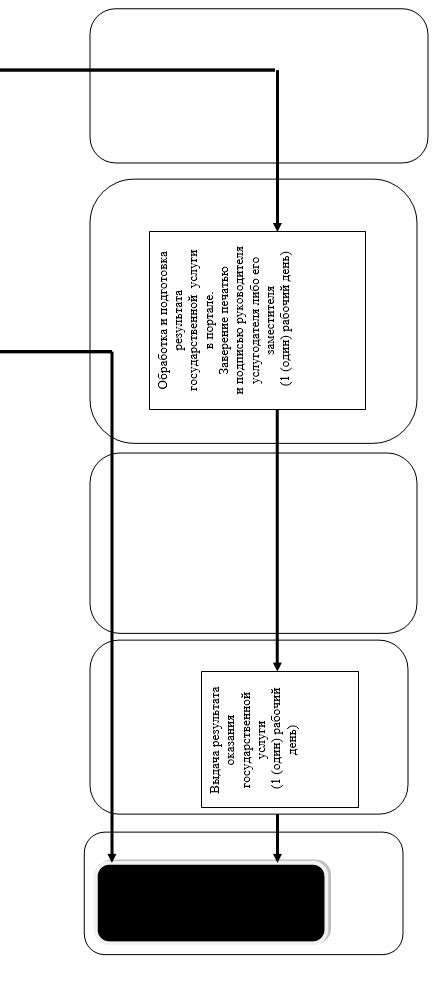 Обработка и подготовка
результата
государственной услуги
в портале.
Заверение печатью
и подписью руководителя
услугодателя либо его
заместителя
(1 (один) рабочий день)
Выдача результата
оказания
государственной
услуги
(1 (один) рабочий
день)